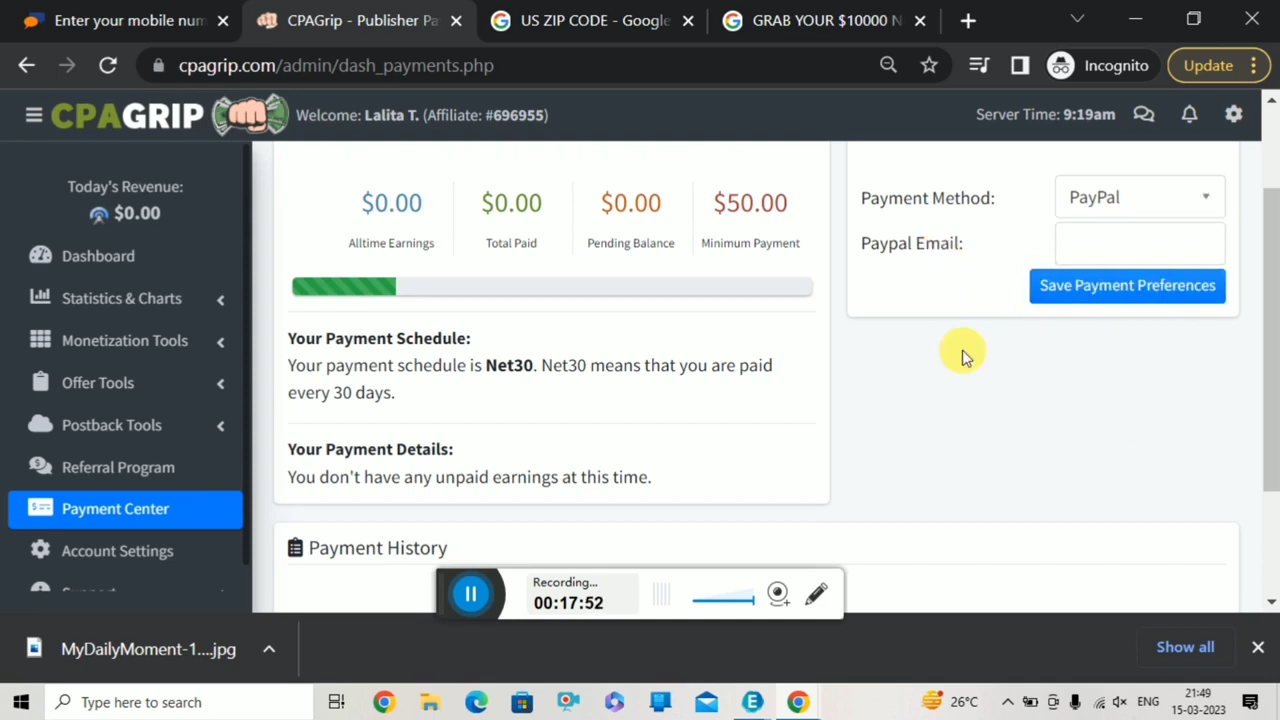 Enter your mobile num
CPAGrip - Publisher Pa
US ZIP CODE - Google
GRAB YOUR $10000 N
cpagrip.com/admin/dash_payments.php
Incognito
Update
CPAGRIP
Welcome: Lalita T. (Affiliate: #696955)
Server Time: 9:19am
Today's Revenue:
$0.00
Dashboard
Statistics & Charts
Monetization Tools
Offer Tools
Postback Tools
Referral Program
Payment Center
Account Settings
Support
$0.00 $0.00 $0.00 $50.00
Alltime Earnings Total Paid Pending Balance Minimum Payment
Your Payment Schedule:
Your payment schedule is Net30. Net30 means that you are paid
every 30 days.
Your Payment Details:
You don't have any unpaid earnings at this time.
Payment History
Payment Method: PayPal
Paypal Email:
Save Payment Preferences
Recording...
00:17:52
MyDailyMoment-1....jpg
Show all
Type here to search
26°C
ENG
21:49
15-03-2023